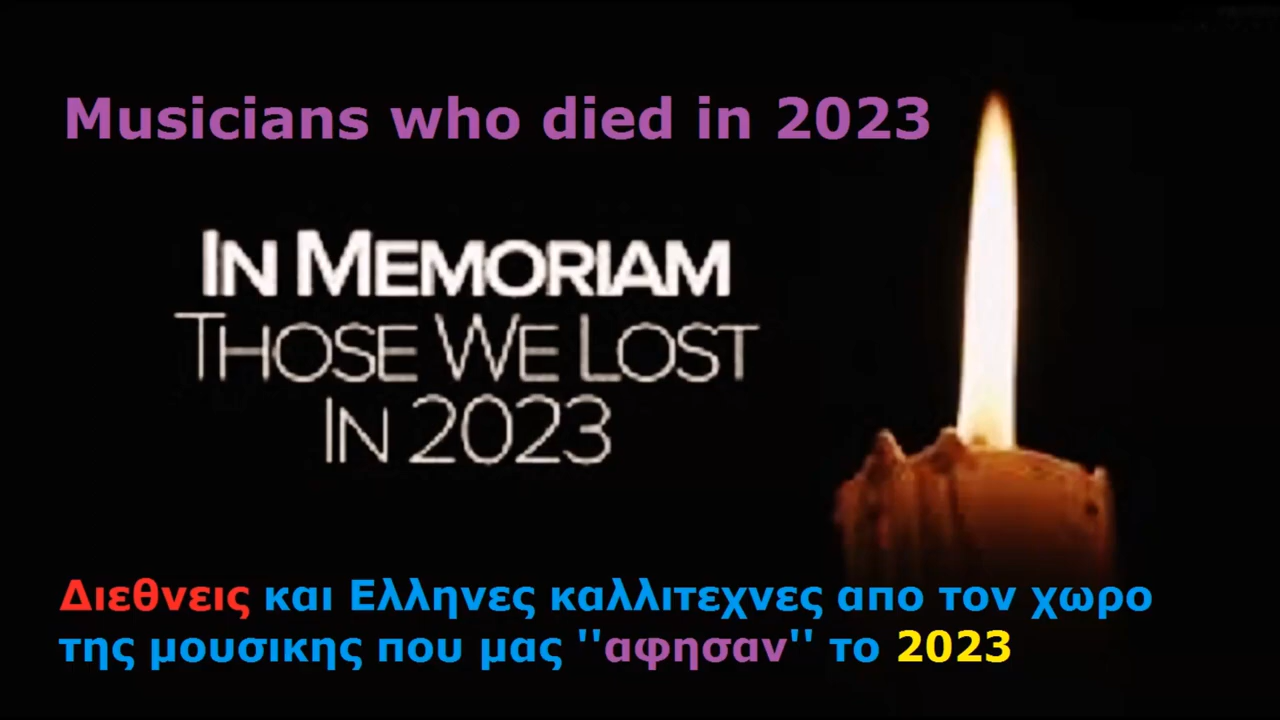 Musicians who died in 2023
IN MEMORIAM
THOSE WE LOST
IN 2023
Διεθνεις και Ελληνες καλλιτεχνες απο τον χωρο
της μουσικης που μας ''αφησαν'' το 2023